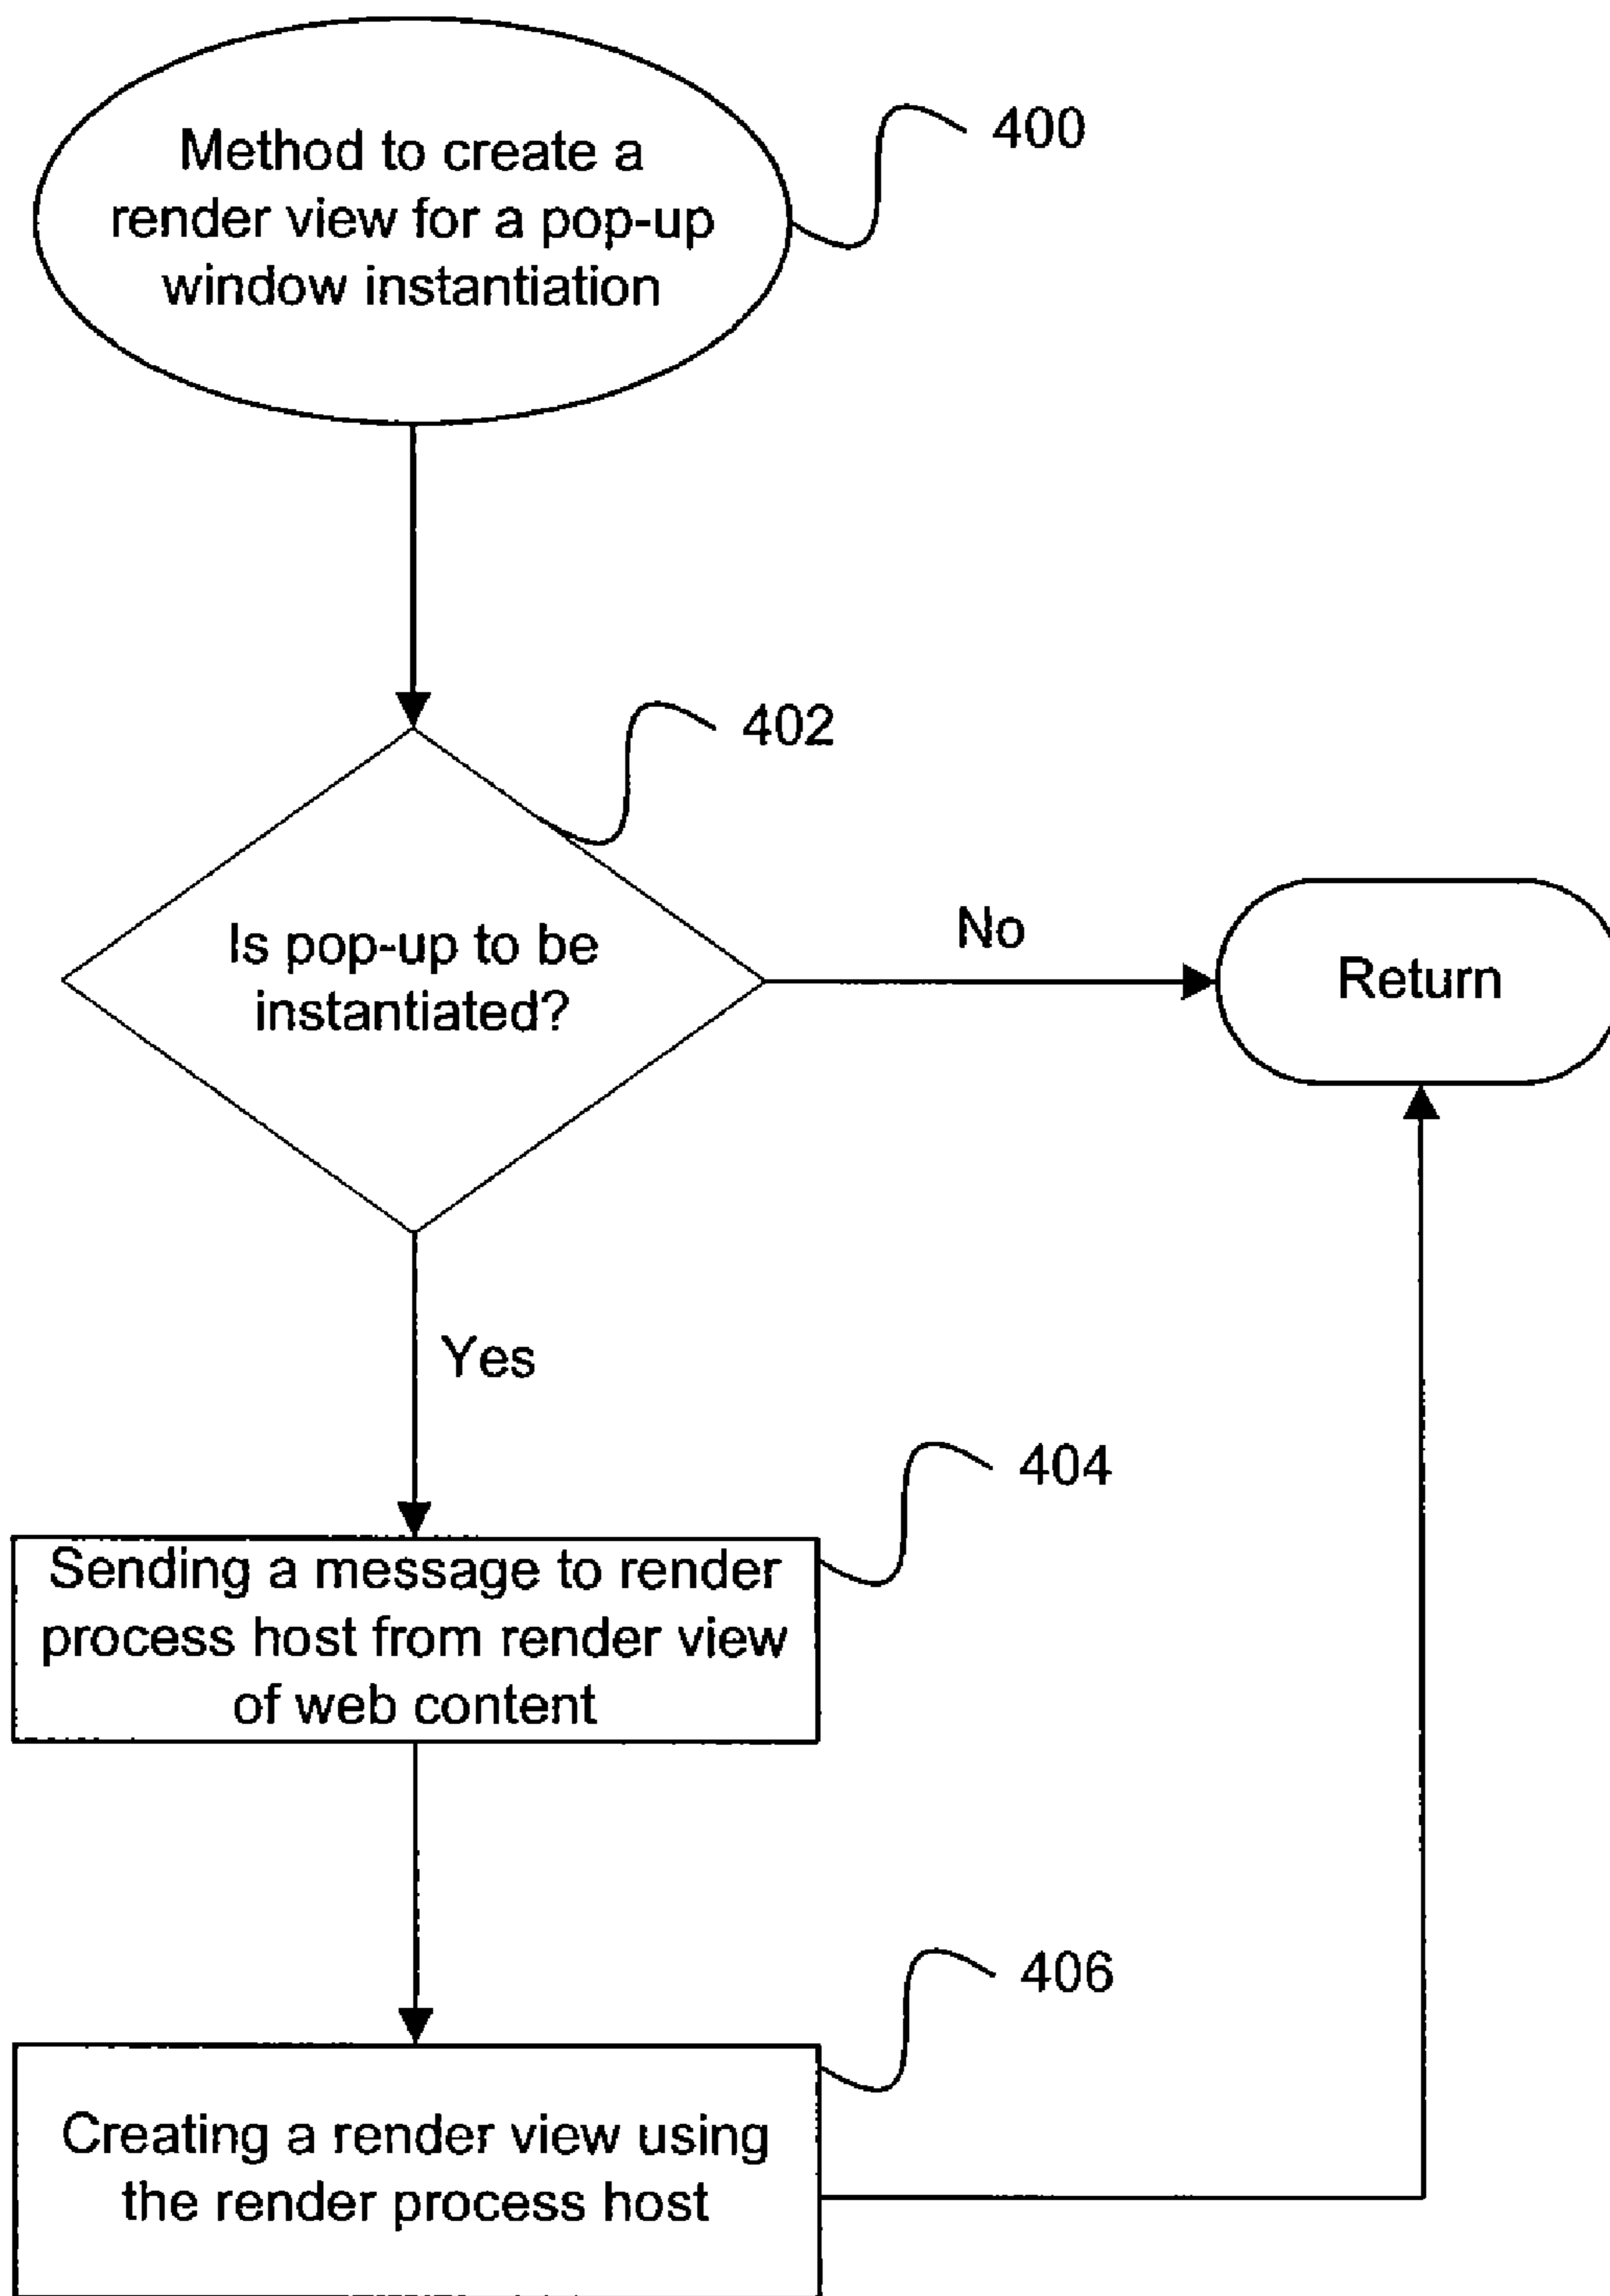 Method to create a
render view for a pop-up
window instantiation
400
402
Is pop-up to be
instantiated?
No
Return
Yes
404
Sending a message to render
process host from render view
of web content
406
Creating a render view using
the render process host